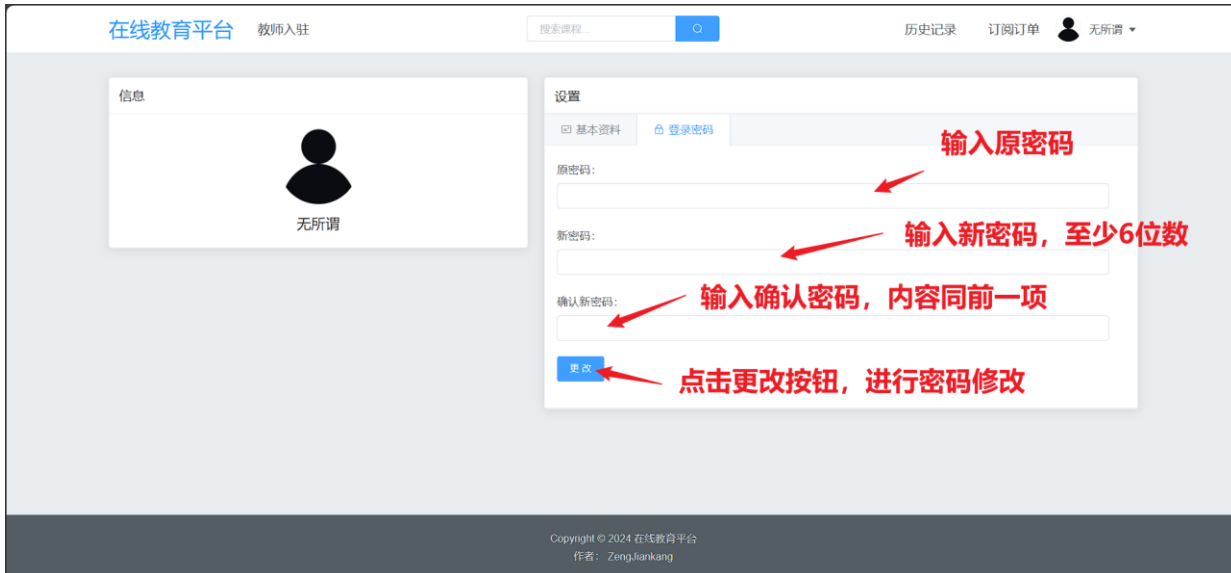 在线教育平台 教师入驻 搜索课程... 历史记录 订阅订单 无所谓
信息
无所谓
设置
基本资料 登录密码
输入原密码
原密码：
输入新密码，至少6位数
新密码：
输入确认密码，内容同前一项
确认新密码：
更改
点击更改按钮，进行密码修改
Copyright © 2024 在线教育平台
作者： ZengJiankang